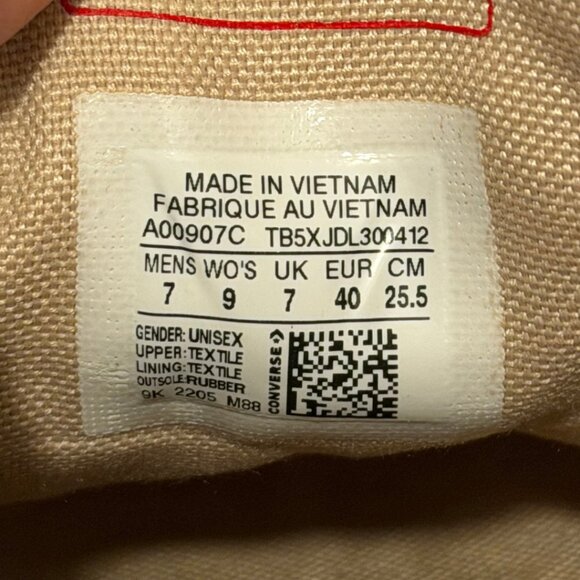 MADE IN VIETNAM
FABRIQUE AU VIETNAM
A00907C TB5XJDL300412
MENS WO'S UK EUR CM
7 9 7 40 25.5
GENDER: UNISEX
UPPER: TEXTILE
LINING: TEXTILE
OUTSOLE:RUBBER
9K 2205 M88
CONVERSE